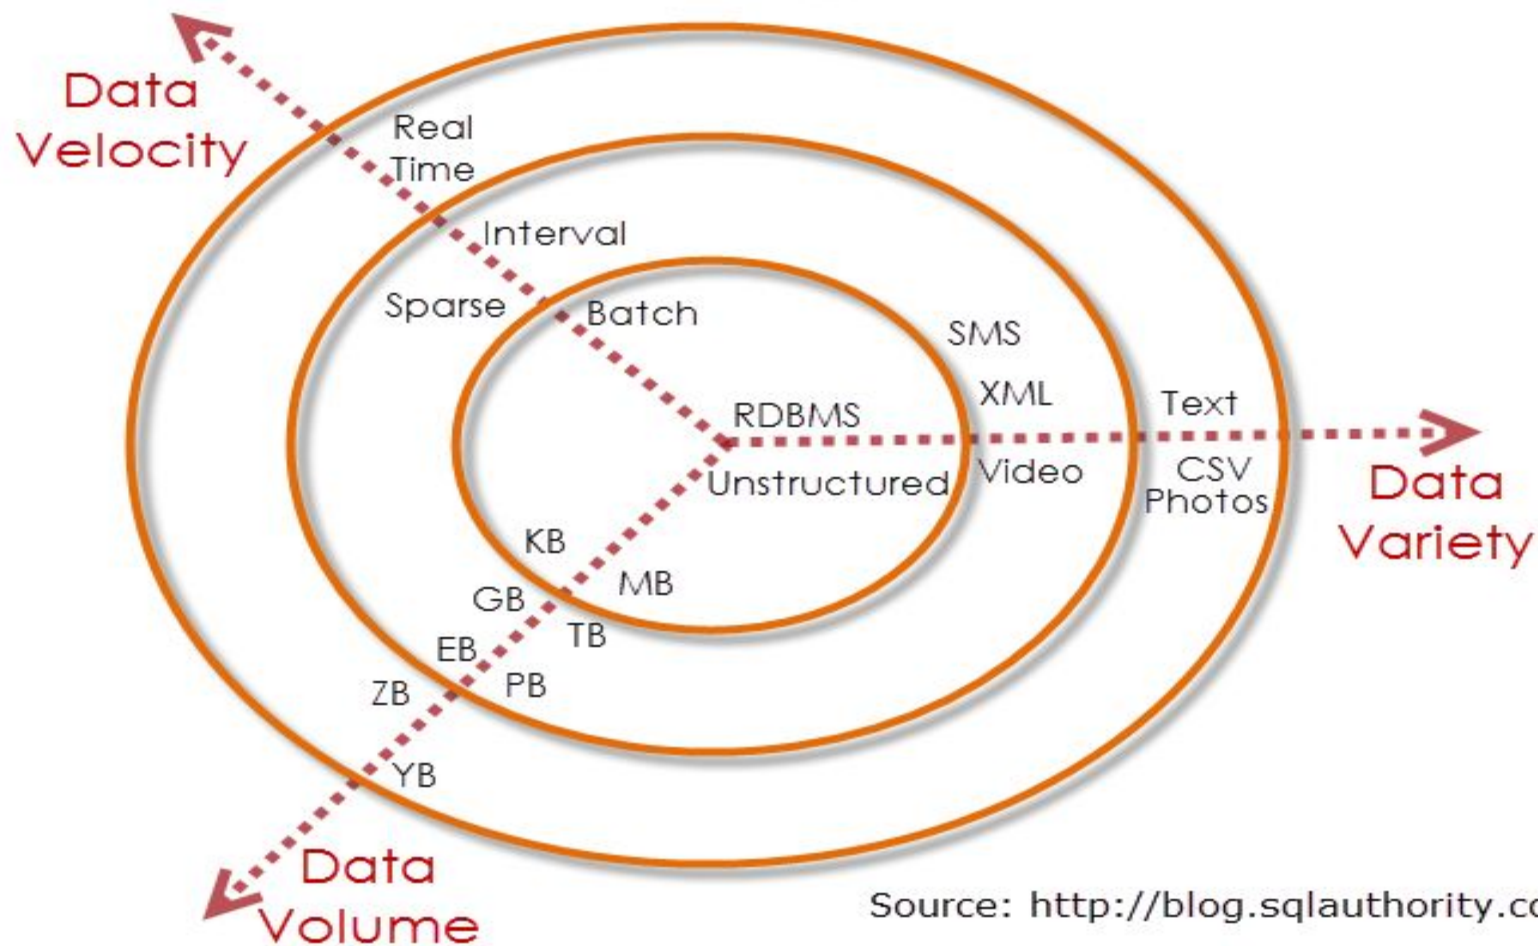 Data
Velocity
Real
Time
Interval
Sparse
Batch
SMS
XML
RDBMS
Text
Unstructured
Video
CSV
Photos
Data
Variety
KB
MB
GB
TB
EB
PB
ZB
YB
Data
Volume
Source: http://blog.sqlauthority.co